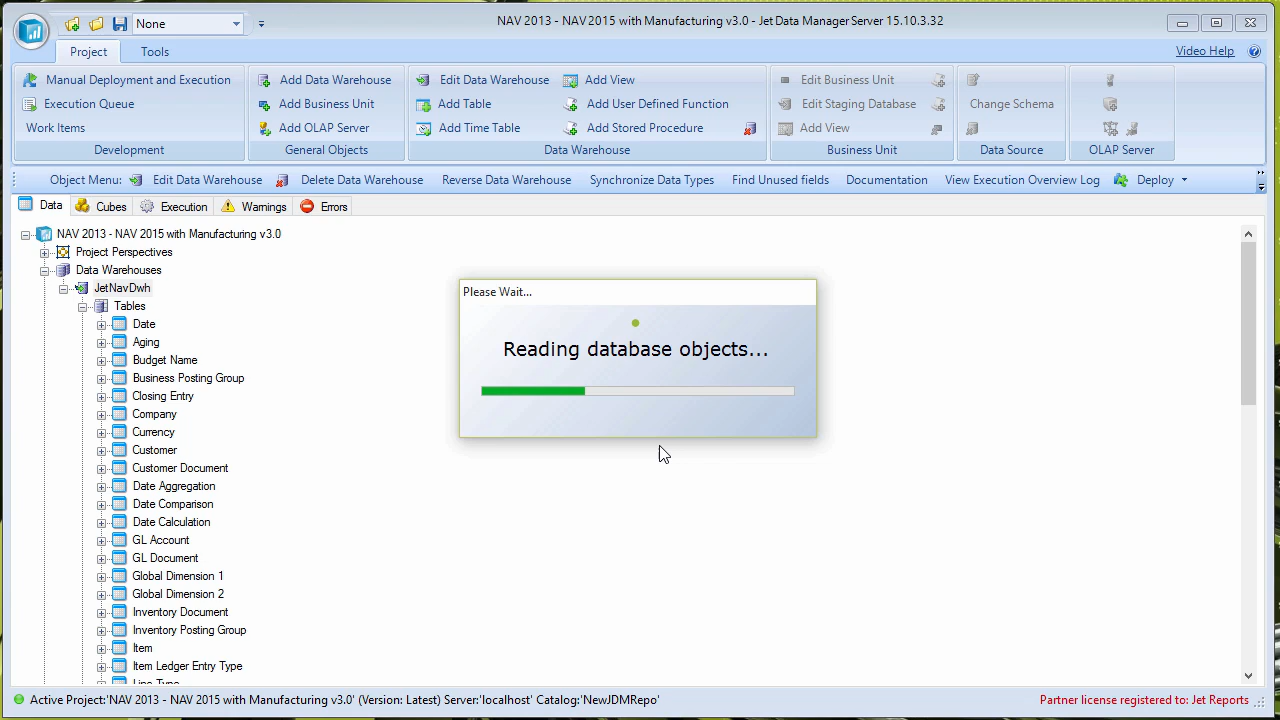 None
NAV 2013 - NAV 2015 with Manufacturing v3.0 - Jet Data Manager Server 15.10.3.32
Project
Tools
Video Help
Manual Deployment and Execution
Execution Queue
Work Items
Development
Add Data Warehouse
Add Business Unit
Add OLAP Server
General Objects
Edit Data Warehouse
Add Table
Add Time Table
Add View
Add User Defined Function
Add Stored Procedure
Data Warehouse
Edit Business Unit
Edit Staging Database
Add View
Business Unit
Change Schema
Data Source
OLAP Server
Object Menu: Edit Data Warehouse Delete Data Warehouse Reverse Data Warehouse Synchronize Data Types Find Unused fields Documentation View Execution Overview Log Deploy
Data Cubes Execution Warnings Errors
NAV 2013 - NAV 2015 with Manufacturing v3.0
Project Perspectives
Data Warehouses
JetNavDwh
Tables
Date
Aging
Budget Name
Business Posting Group
Closing Entry
Company
Currency
Customer
Customer Document
Date Aggregation
Date Comparison
Date Calculation
GL Account
GL Document
Global Dimension 1
Global Dimension 2
Inventory Document
Inventory Posting Group
Item
Item Ledger Entry Type
Line Type
Please Wait...
Reading database objects...
Active Project:'NAV 2013 - NAV 2015 with Manufacturing v3.0' (Version: Latest) Server:'localhost' Catalog:'NewJDMRepo'
Partner license registered to: Jet Reports